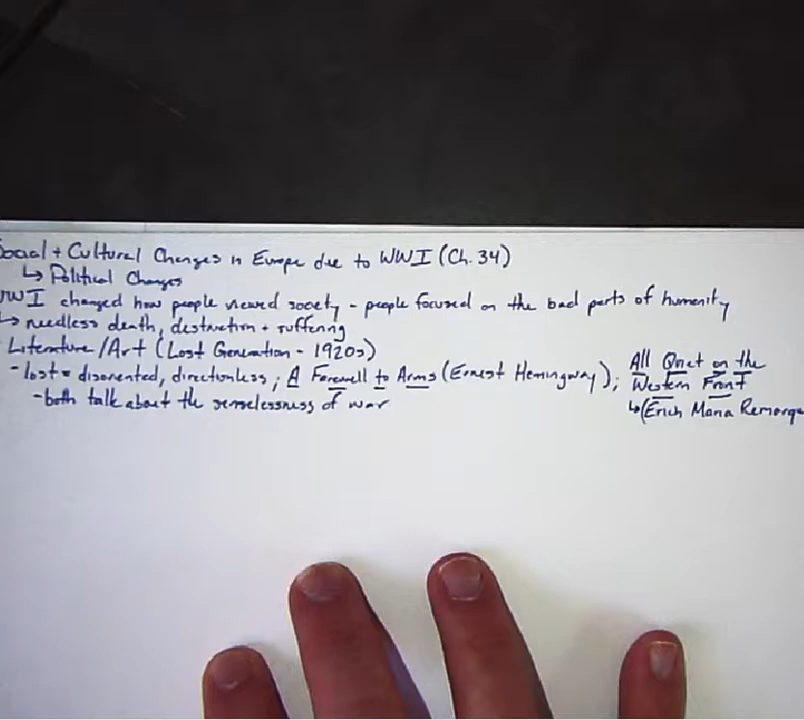 Social + Cultural Changes in Europe due to WWI (Ch. 34)
↳ Political Changes
WWI changed how people viewed society - people focused on the bad parts of humanity
↳ needless death, destruction + suffering
Literature/Art (Lost Generation - 1920s)
-lost = disoriented, directionless; A Farewell to Arms (Ernest Hemingway); All Quiet on the
Western Front
-both talk about the senselessness of war
↳(Erich Maria Remarque